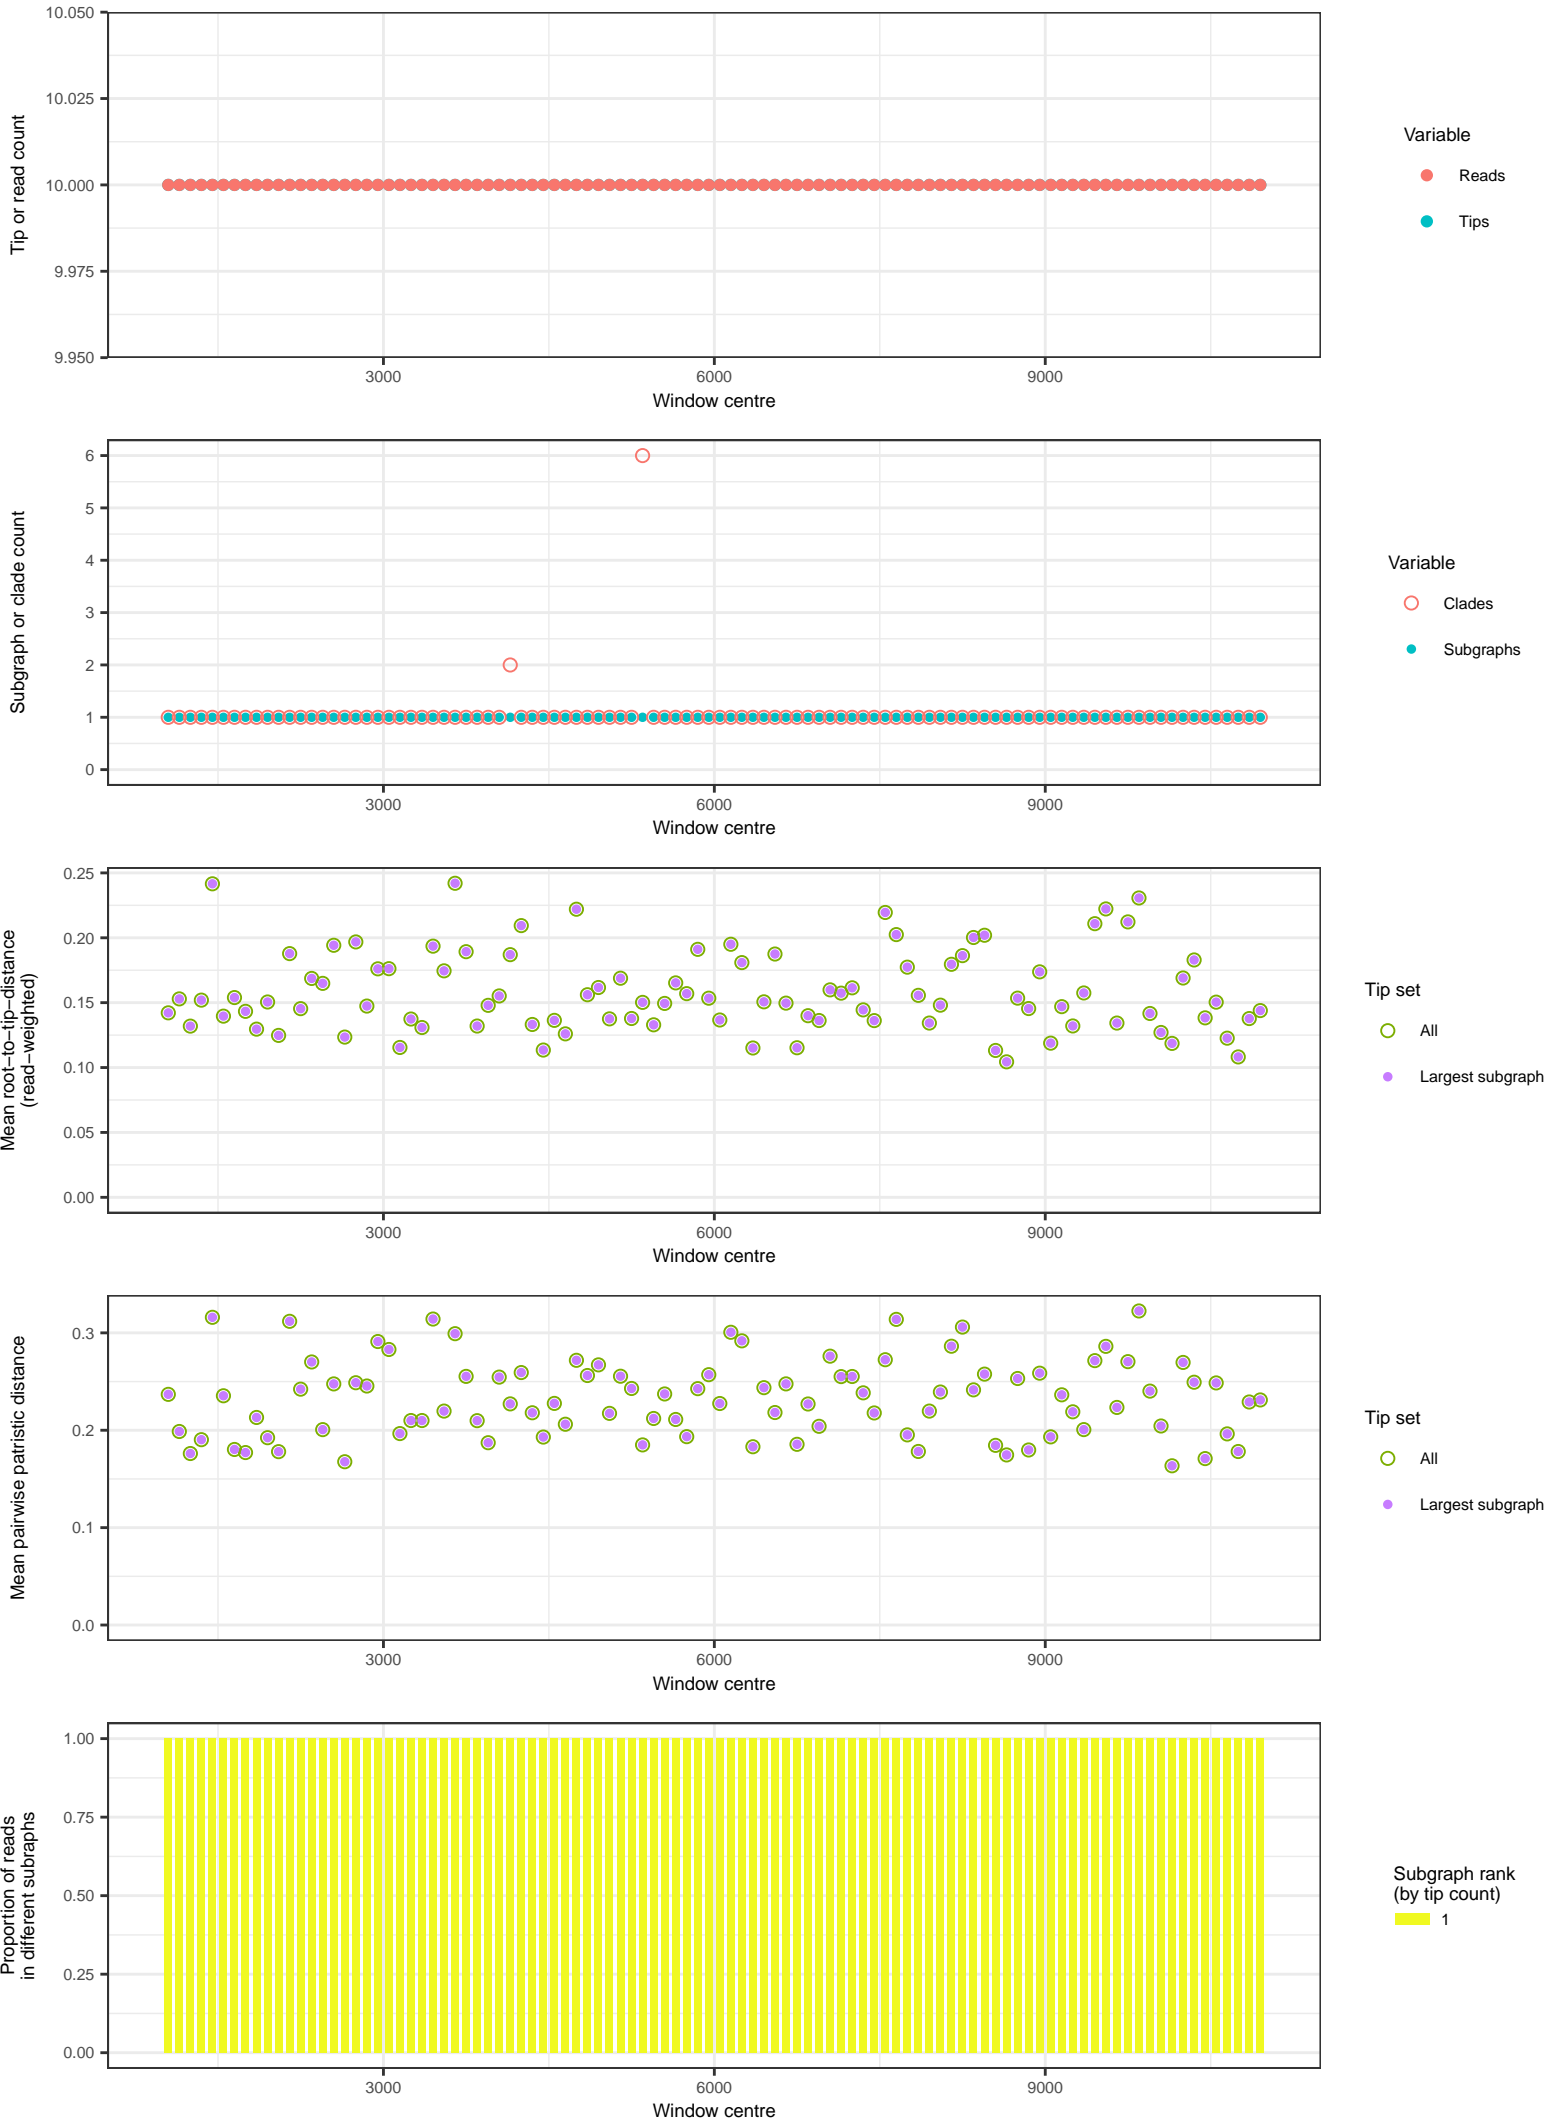 10.050
10.025
10.000
9.975
9.950
Tip or read count
3000
6000
9000
Window centre
Variable
Reads
Tips
6
5
4
3
2
1
0
Subgraph or clade count
3000
6000
9000
Window centre
Variable
Clades
Subgraphs
0.25
0.20
0.15
0.10
0.05
0.00
Mean root−to−tip−distance
(read−weighted)
3000
6000
9000
Window centre
Tip set
All
Largest subgraph
0.3
0.2
0.1
0.0
Mean pairwise patristic distance
3000
6000
9000
Window centre
Tip set
All
Largest subgraph
1.00
0.75
0.50
0.25
0.00
Proportion of reads
in different subraphs
3000
6000
9000
Window centre
Subgraph rank
(by tip count)
1